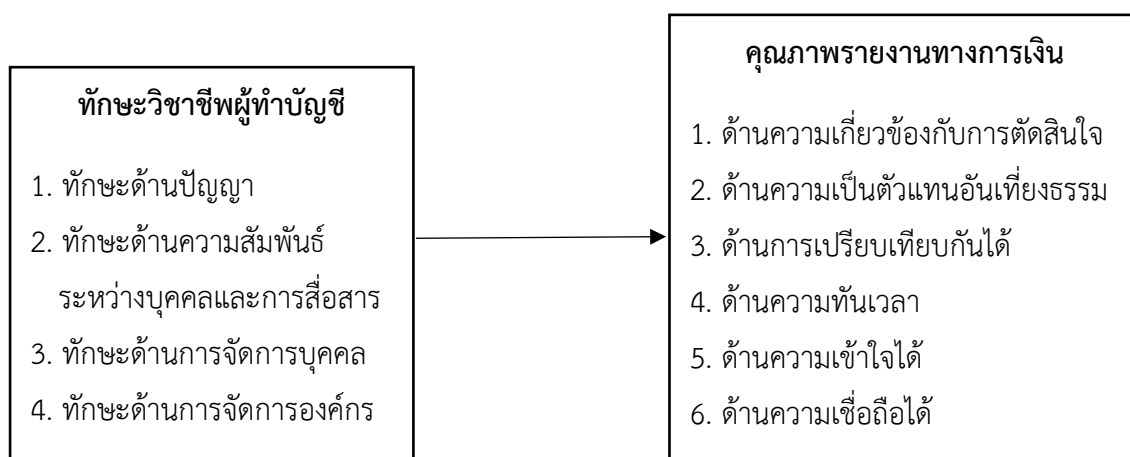 ทักษะวิชาชีพผู้ทำบัญชี
1. ทักษะด้านปัญญา
2. ทักษะด้านความสัมพันธ์
ระหว่างบุคคลและการสื่อสาร
3. ทักษะด้านการจัดการบุคคล
4. ทักษะด้านการจัดการองค์กร
คุณภาพรายงานทางการเงิน
1. ด้านความเกี่ยวข้องกับการตัดสินใจ
2. ด้านความเป็นตัวแทนอันเที่ยงธรรม
3. ด้านการเปรียบเทียบกันได้
4. ด้านความทันเวลา
5. ด้านความเข้าใจได้
6. ด้านความเชื่อถือได้